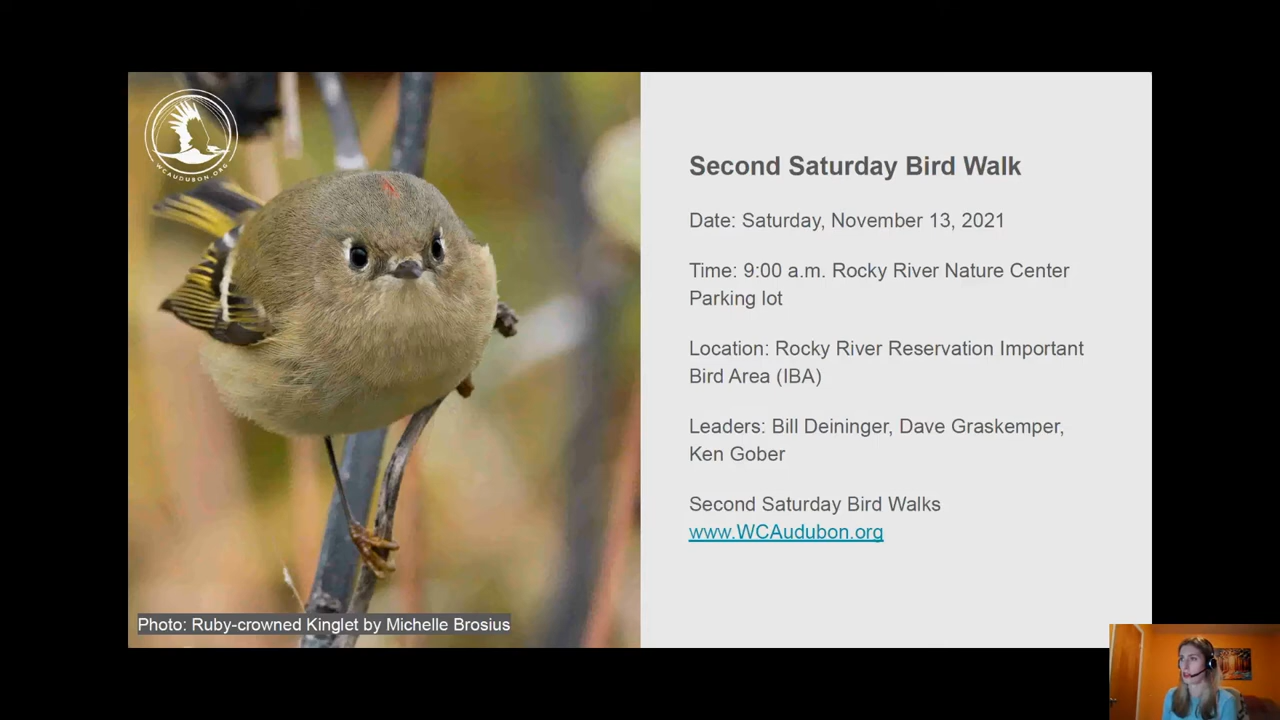 WCAUDUBON.ORG
Second Saturday Bird Walk
Date: Saturday, November 13, 2021
Time: 9:00 a.m. Rocky River Nature Center
Parking lot
Location: Rocky River Reservation Important
Bird Area (IBA)
Leaders: Bill Deininger, Dave Graskemper,
Ken Gober
Second Saturday Bird Walks
www.WCAudubon.org
Photo: Ruby-crowned Kinglet by Michelle Brosius